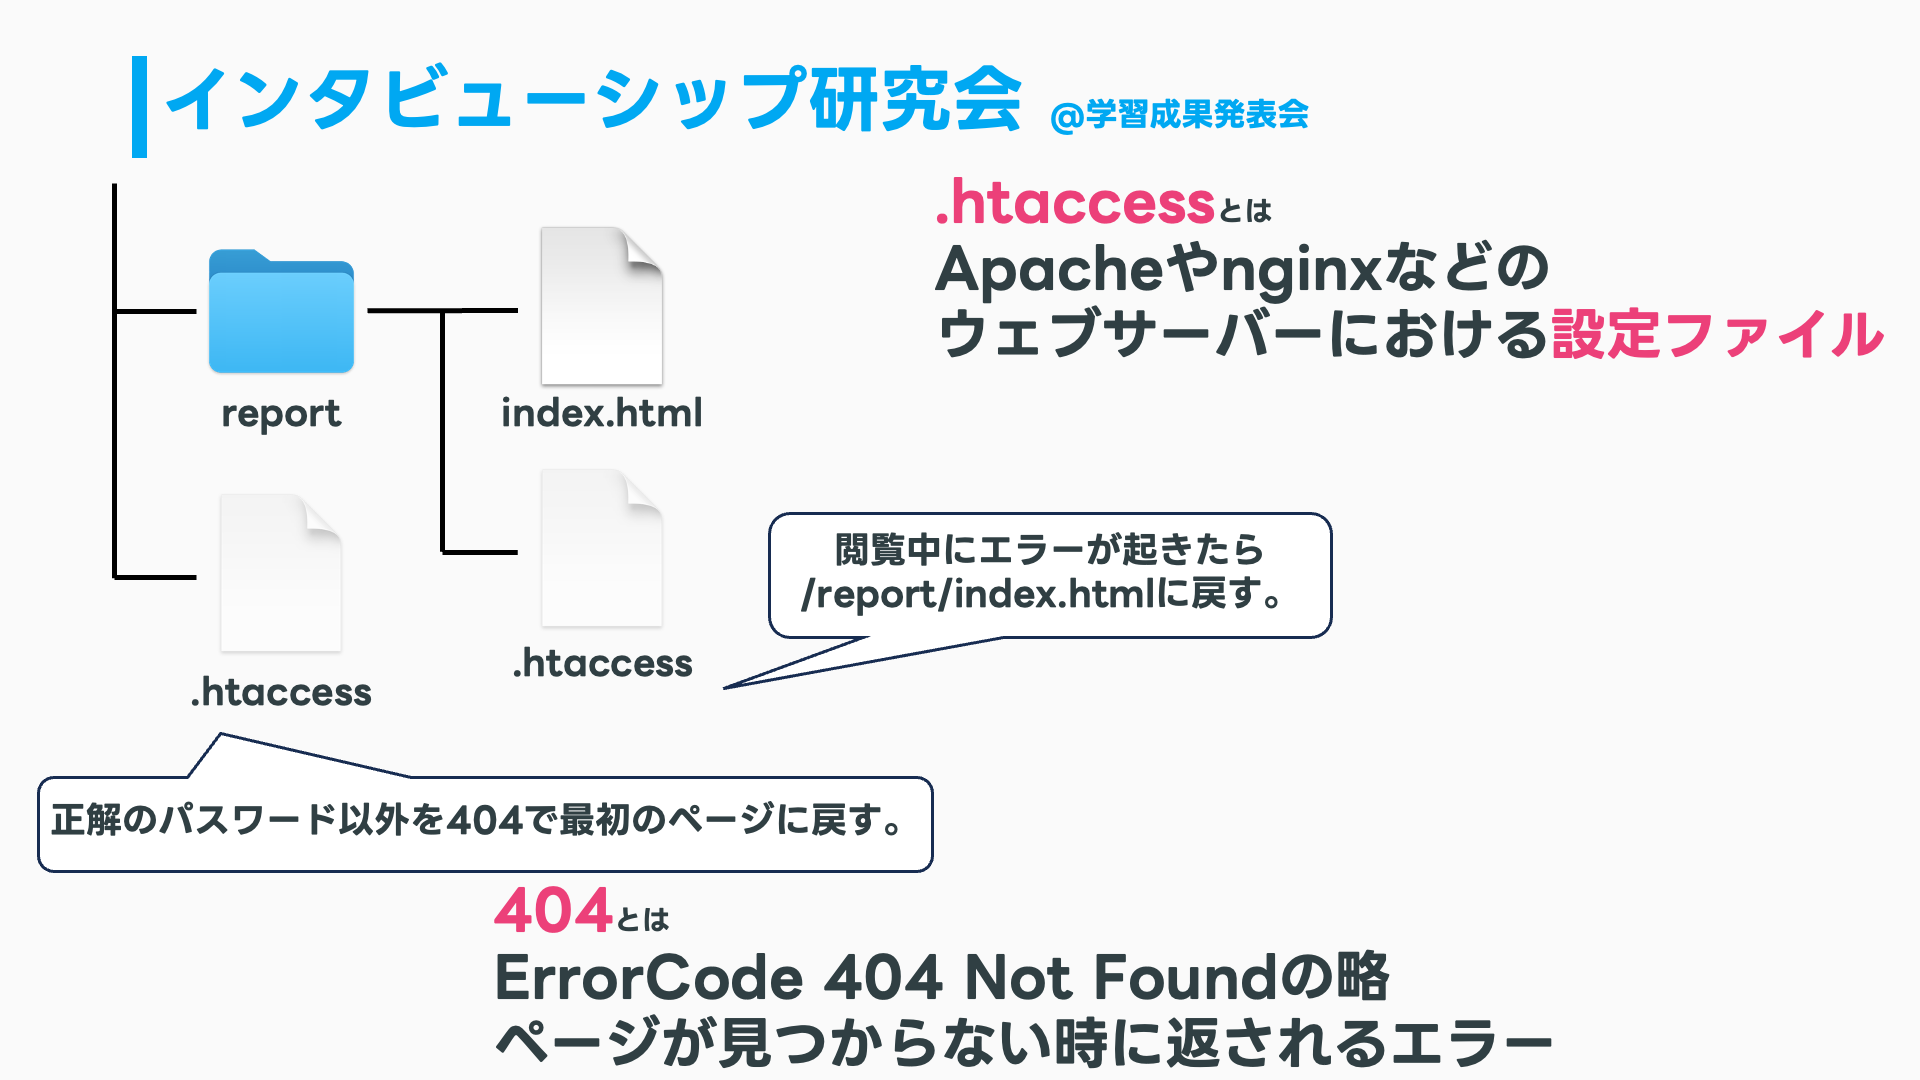 インタビューシップ研究会 @学習成果発表会
.htaccessとは
Apacheやnginxなどの
ウェブサーバーにおける設定ファイル
report
index.html
.htaccess
.htaccess
閲覧中にエラーが起きたら
/report/index.htmlに戻す。
正解のパスワード以外を404で最初のページに戻す。
404とは
ErrorCode 404 Not Foundの略
ページが見つからない時に返されるエラー